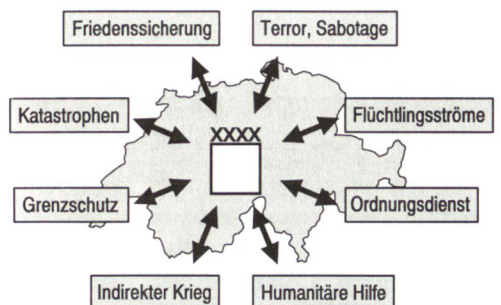 Friedenssicherung
Terror, Sabotage
Katastrophen
Flüchtlingsströme
XXXX
Grenzschutz
Ordnungsdienst
Indirekter Krieg
Humanitäre Hilfe